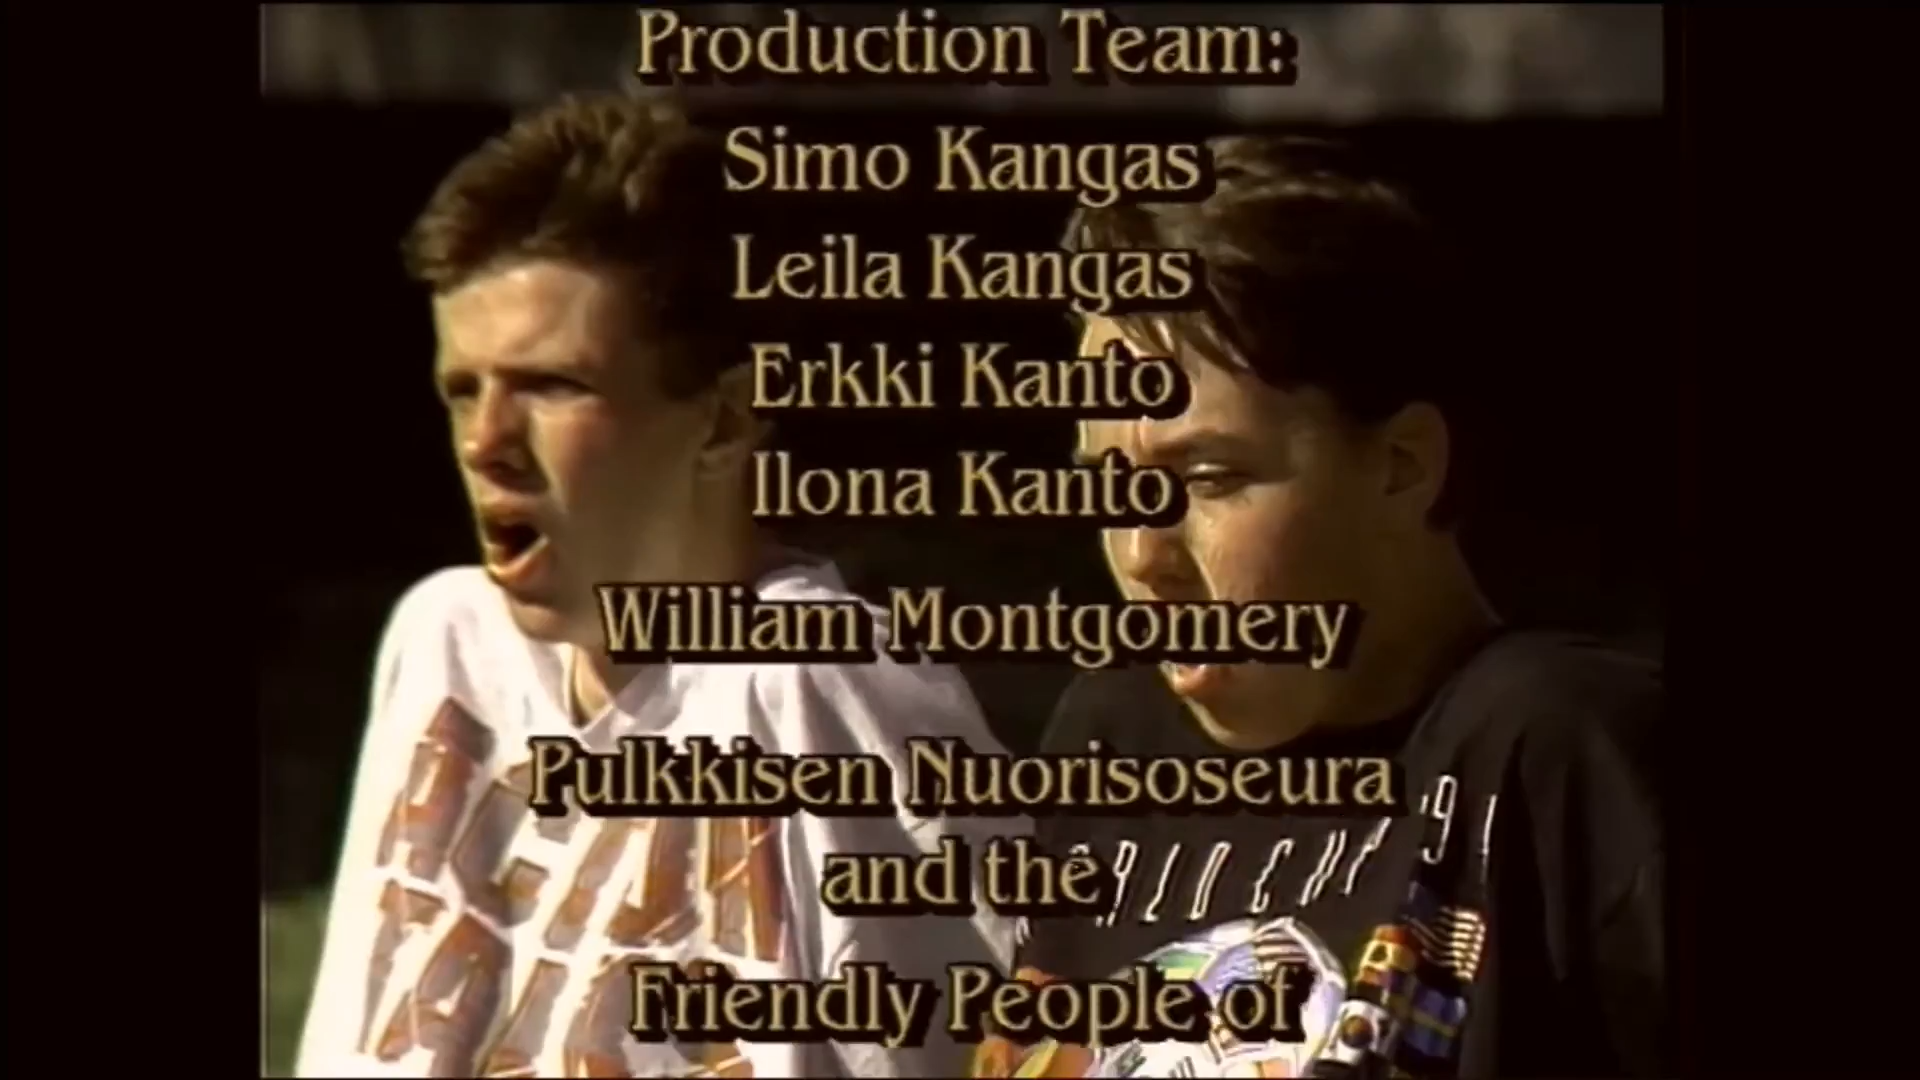 Production Team:
Simo Kangas
Leila Kangas
Erkki Kanto
Ilona Kanto
William Montgomery
Pulkkisen Nuorisoseura
and the
Friendly People of
'91